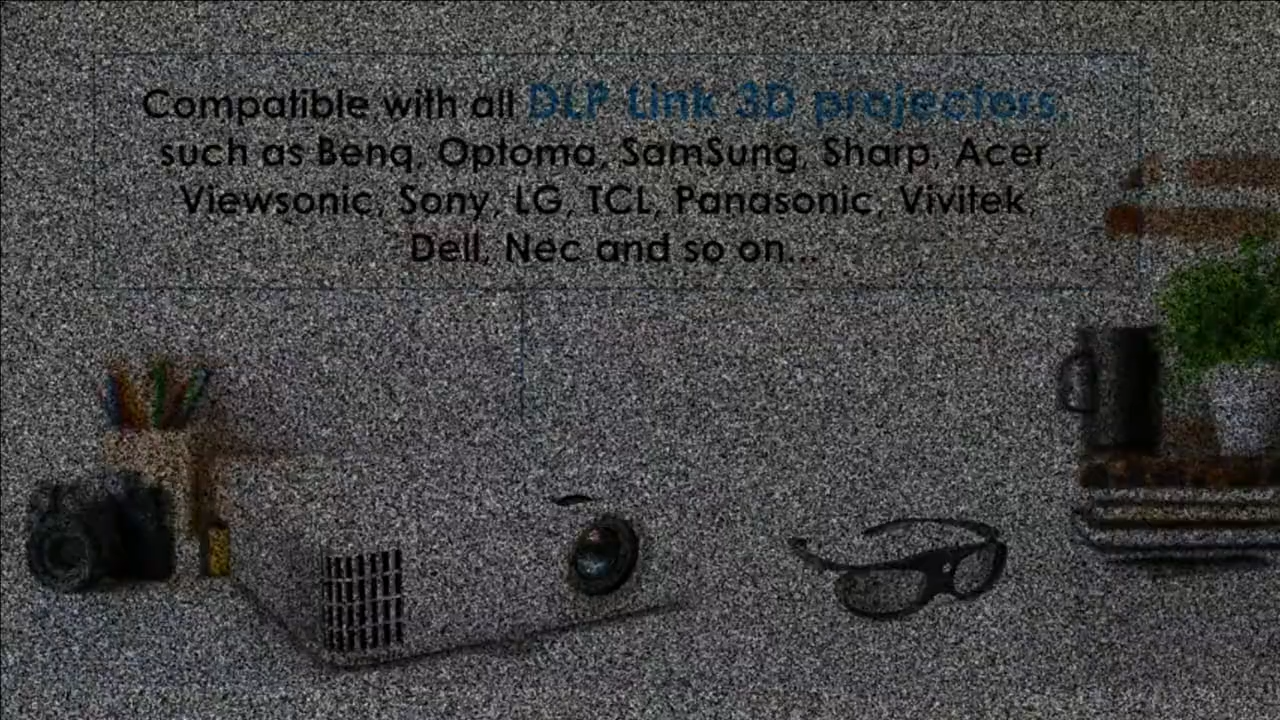 Compatible with all DLP Link 3D projectors,
such as Benq, Optoma, SamSung, Sharp, Acer,
Viewsonic, Sony, LG, TCL, Panasonic, Vivitek,
Dell, Nec and so on...